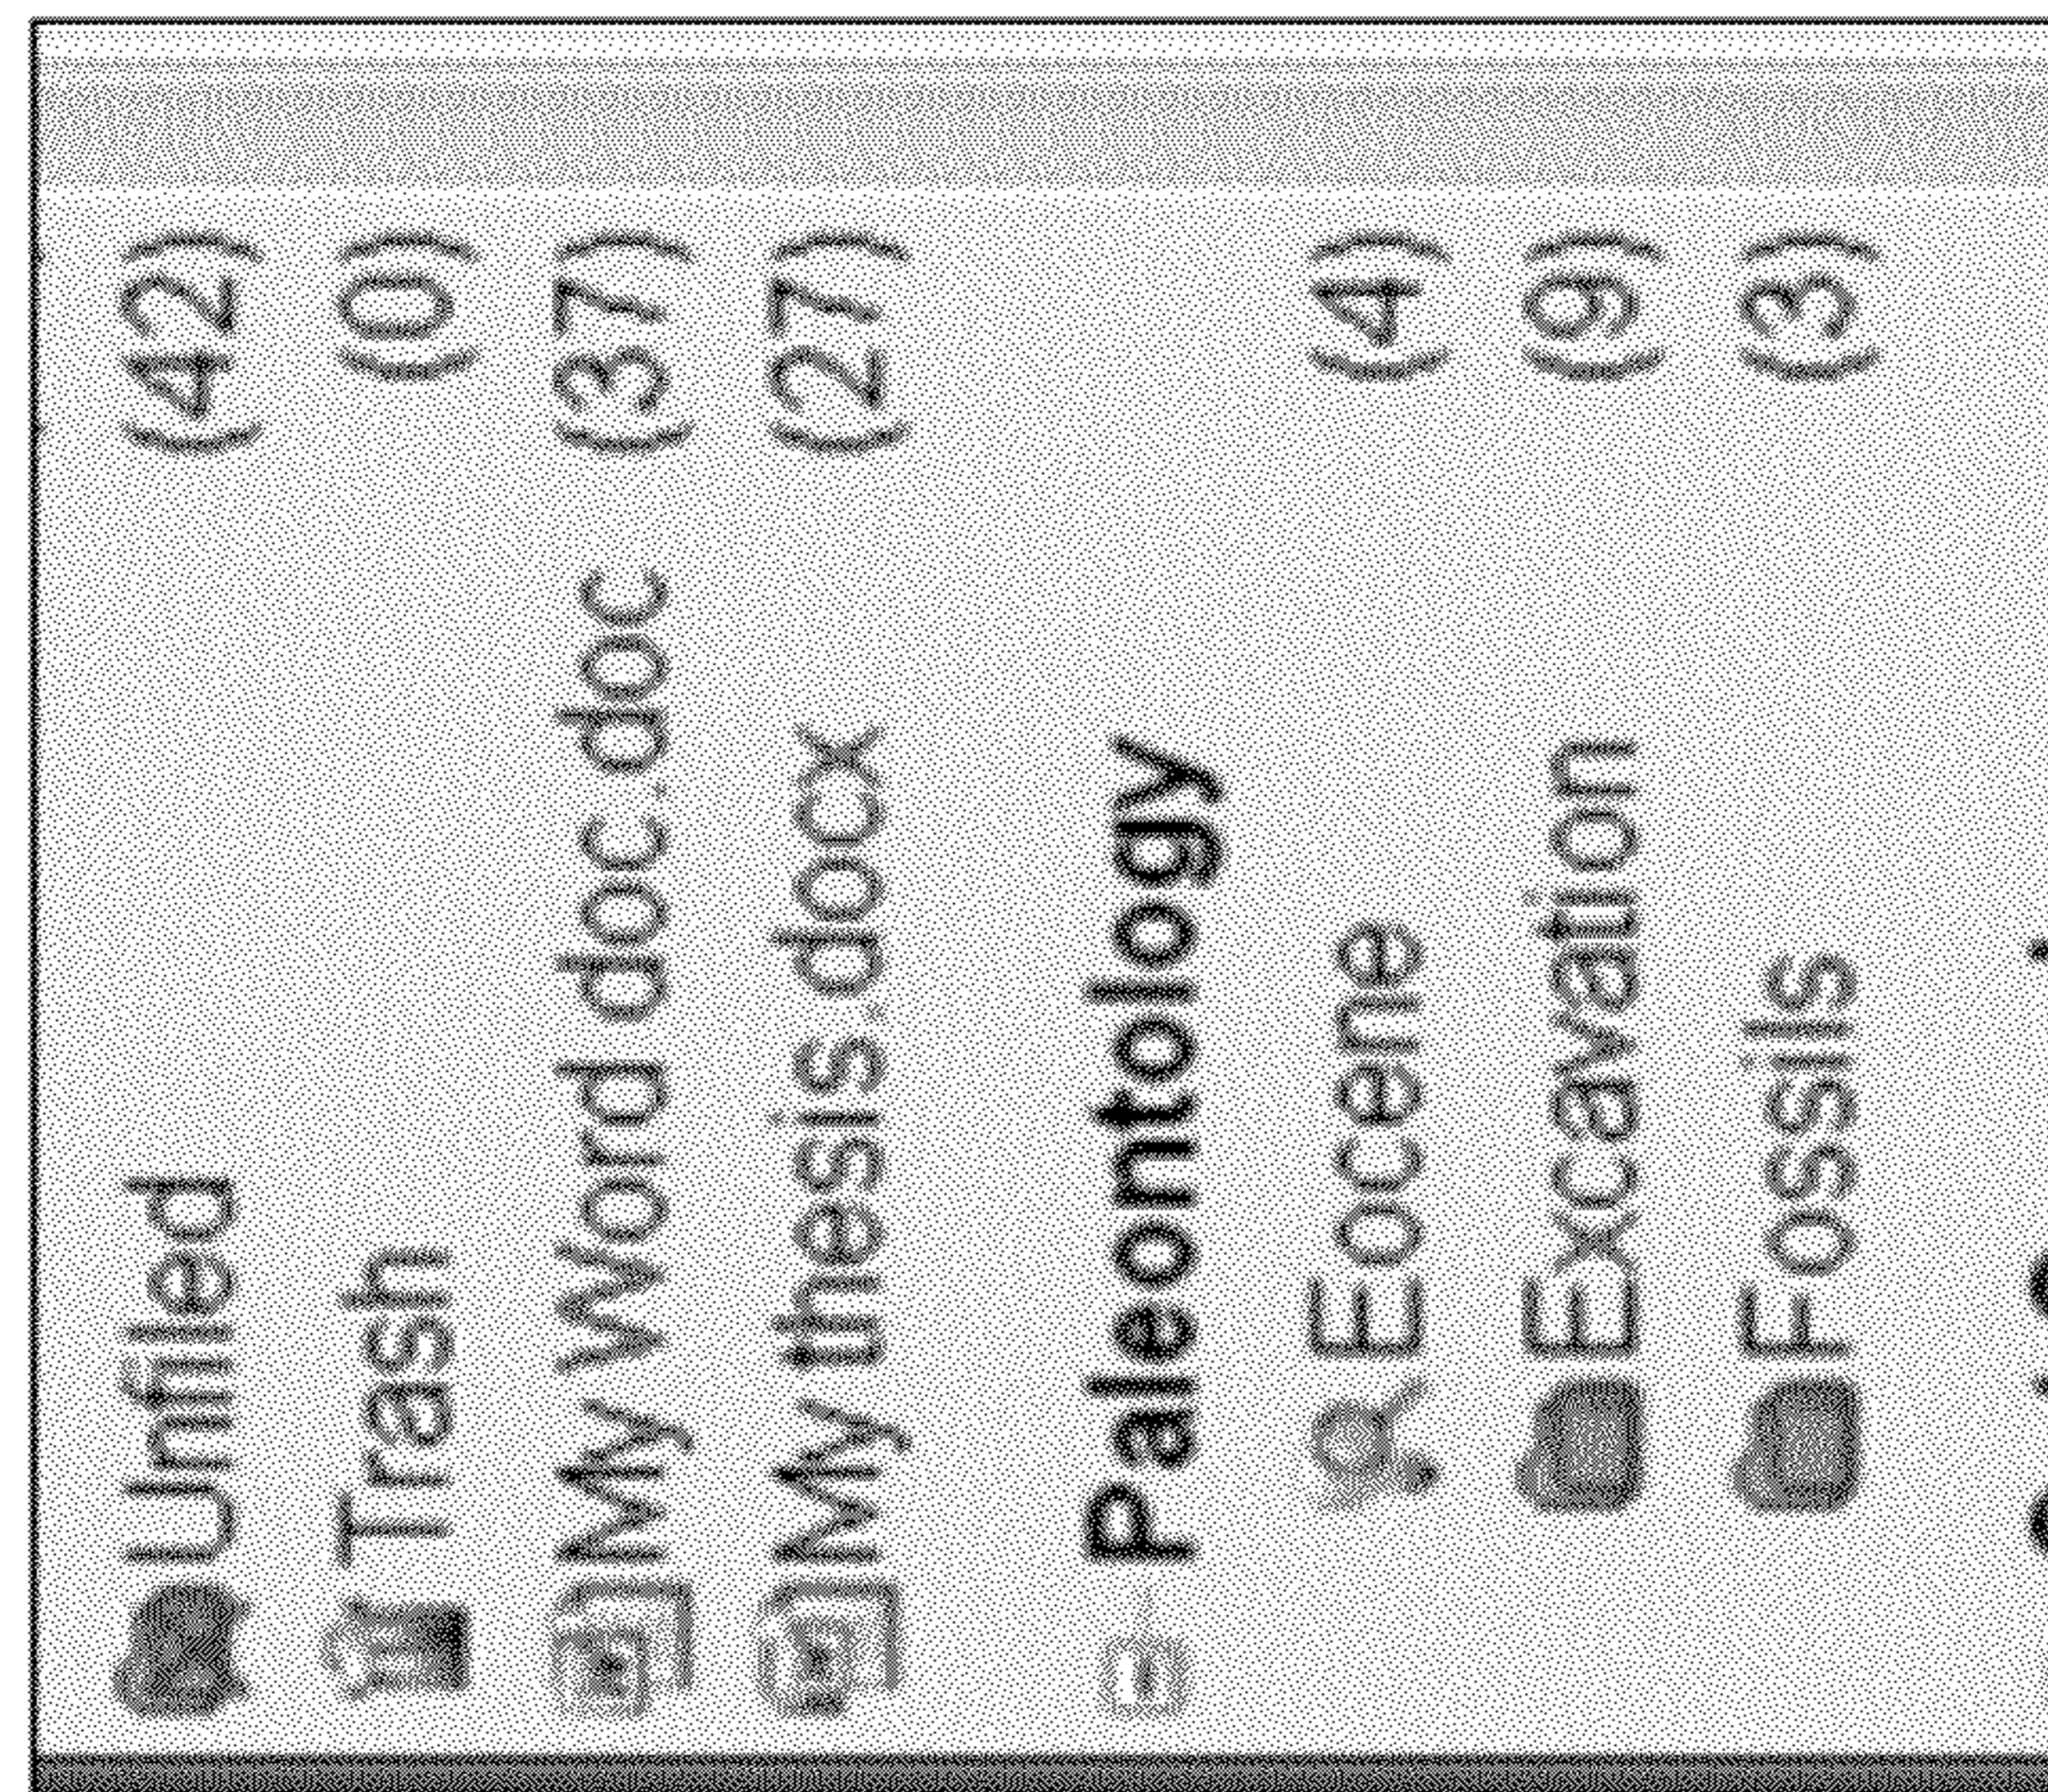 Unfiled (42)
Trash (0)
My Word doc.doc (37)
My thesis.docx (27)
Paleontology
Eocene (4)
Excavation (9)
Fossils (3)